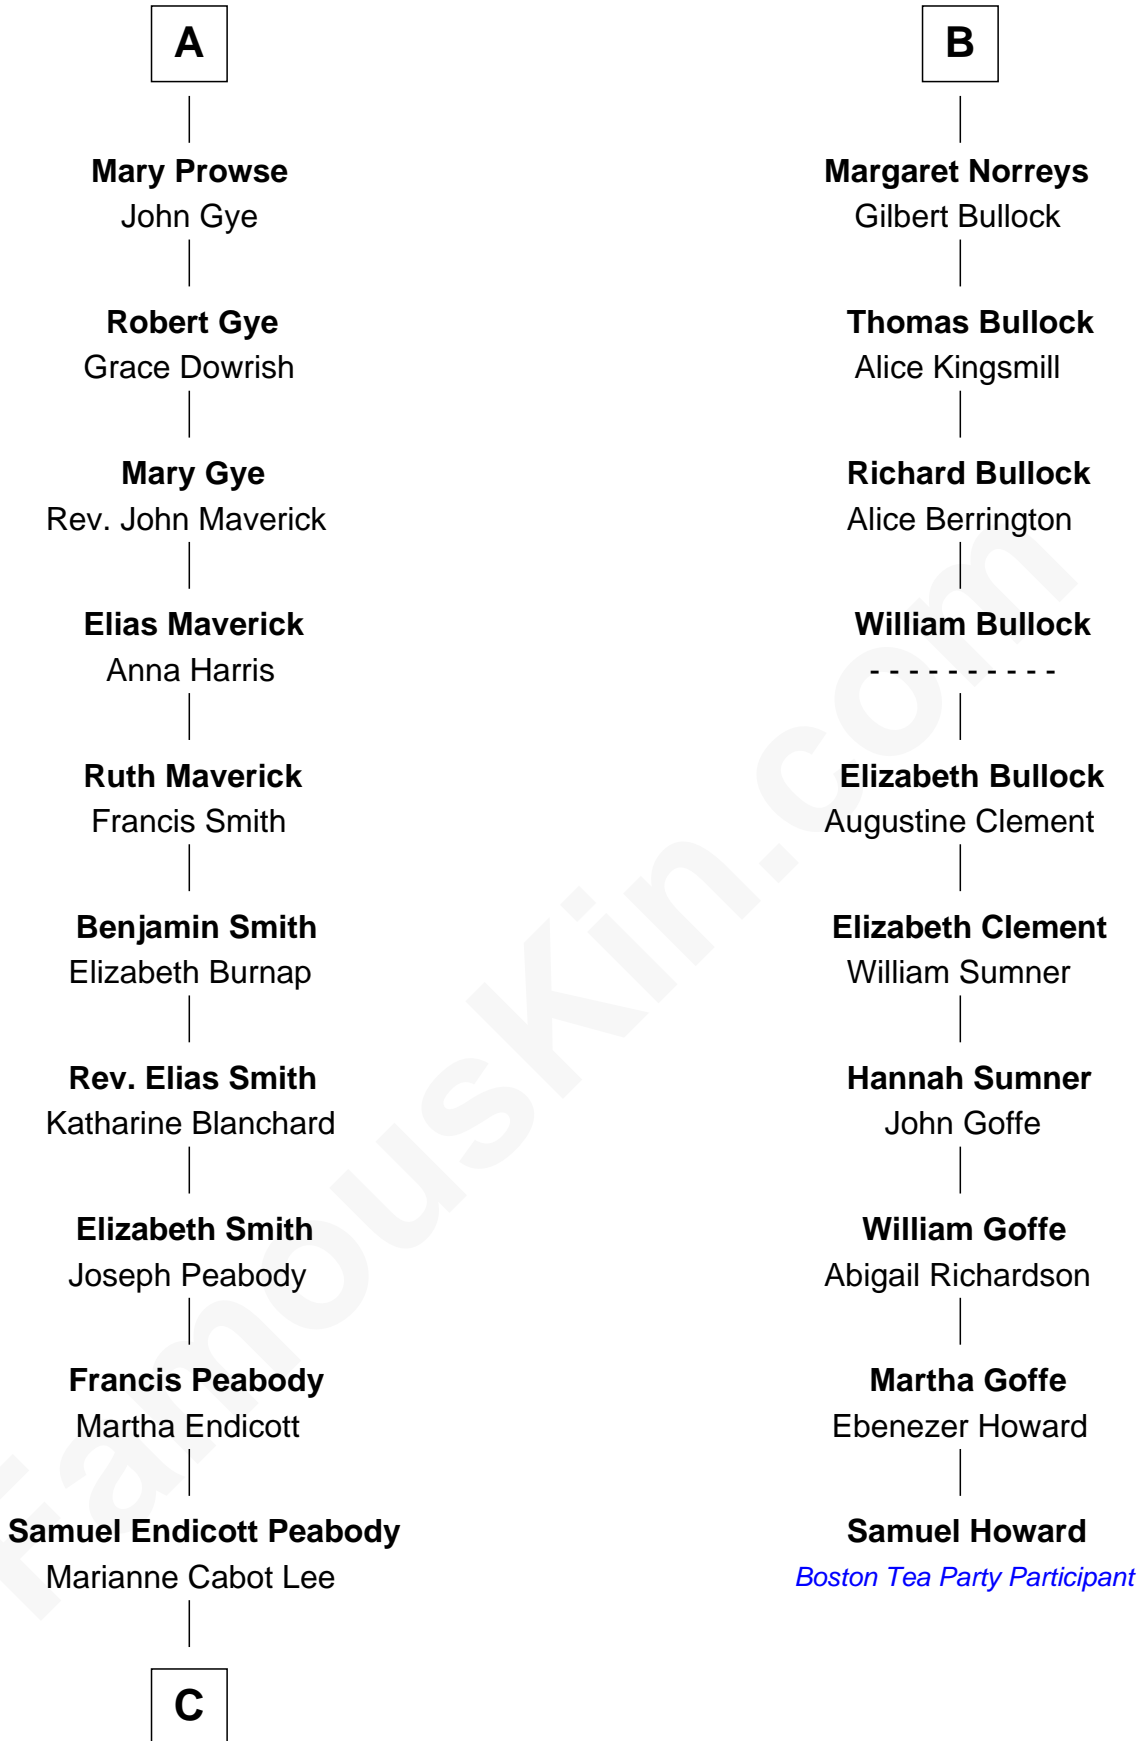 A
Mary Prowse
John Gye
Robert Gye
Grace Dowrish
Mary Gye
Rev. John Maverick
Elias Maverick
Anna Harris
Ruth Maverick
Francis Smith
Benjamin Smith
Elizabeth Burnap
Rev. Elias Smith
Katharine Blanchard
Elizabeth Smith
Joseph Peabody
Francis Peabody
Martha Endicott
Samuel Endicott Peabody
Marianne Cabot Lee
C
B
Margaret Norreys
Gilbert Bullock
Thomas Bullock
Alice Kingsmill
Richard Bullock
Alice Berrington
William Bullock
- - - - - - - - - -
Elizabeth Bullock
Augustine Clement
Elizabeth Clement
William Sumner
Hannah Sumner
John Goffe
William Goffe
Abigail Richardson
Martha Goffe
Ebenezer Howard
Samuel Howard
Boston Tea Party Participant
FamousKin.com